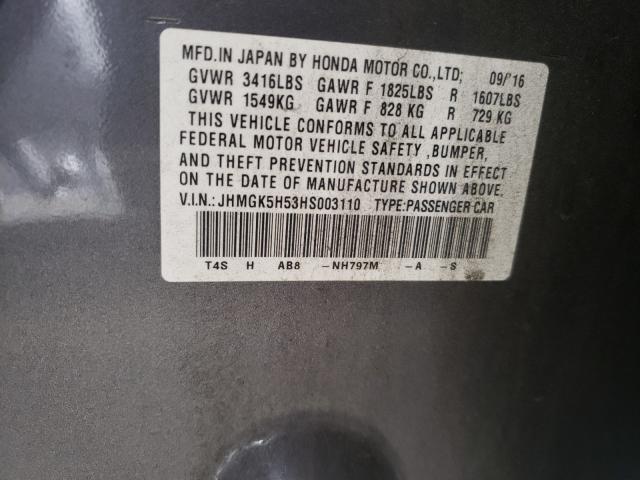 MFD.IN JAPAN BY HONDA MOTOR CO.,LTD; 09/'16
GVWR 3416LBS GAWR F 1825LBS R 1607LBS
GVWR 1549KG GAWR F 828 KG R 729 KG
THIS VEHICLE CONFORMS TO ALL APPLICABLE
FEDERAL MOTOR VEHICLE SAFETY ,BUMPER,
AND THEFT PREVENTION STANDARDS IN EFFECT
ON THE DATE OF MANUFACTURE SHOWN ABOVE.
V.I.N.: JHMGK5H53HS003110 TYPE:PASSENGER CAR
T4S H AB8 -NH797M -A -S